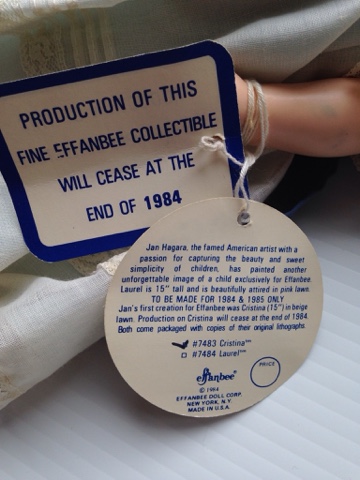 PRODUCTION OF THIS
FINE EFFANBEE COLLECTIBLE
WILL CEASE AT THE
END OF 1984
Jan Hagara, the famed American artist with a
passion for capturing the beauty and sweet
simplicity of children, has painted another
unforgettable image of a child exclusively for Effanbee.
Laurel is 15" tall and is beautifully attired in pink lawn.
TO BE MADE FOR 1984 & 1985 ONLY
Jan's first creation for Effanbee was Cristina (15") in beige
lawn. Production on Cristina will cease at the end of 1984.
Both come packaged with copies of their original lithographs.
#7483 Cristina™
#7484 Laurel™
effanbee®
PRICE
© 1984
EFFANBEE DOLL CORP.
NEW YORK, N.Y.
MADE IN U.S.A.